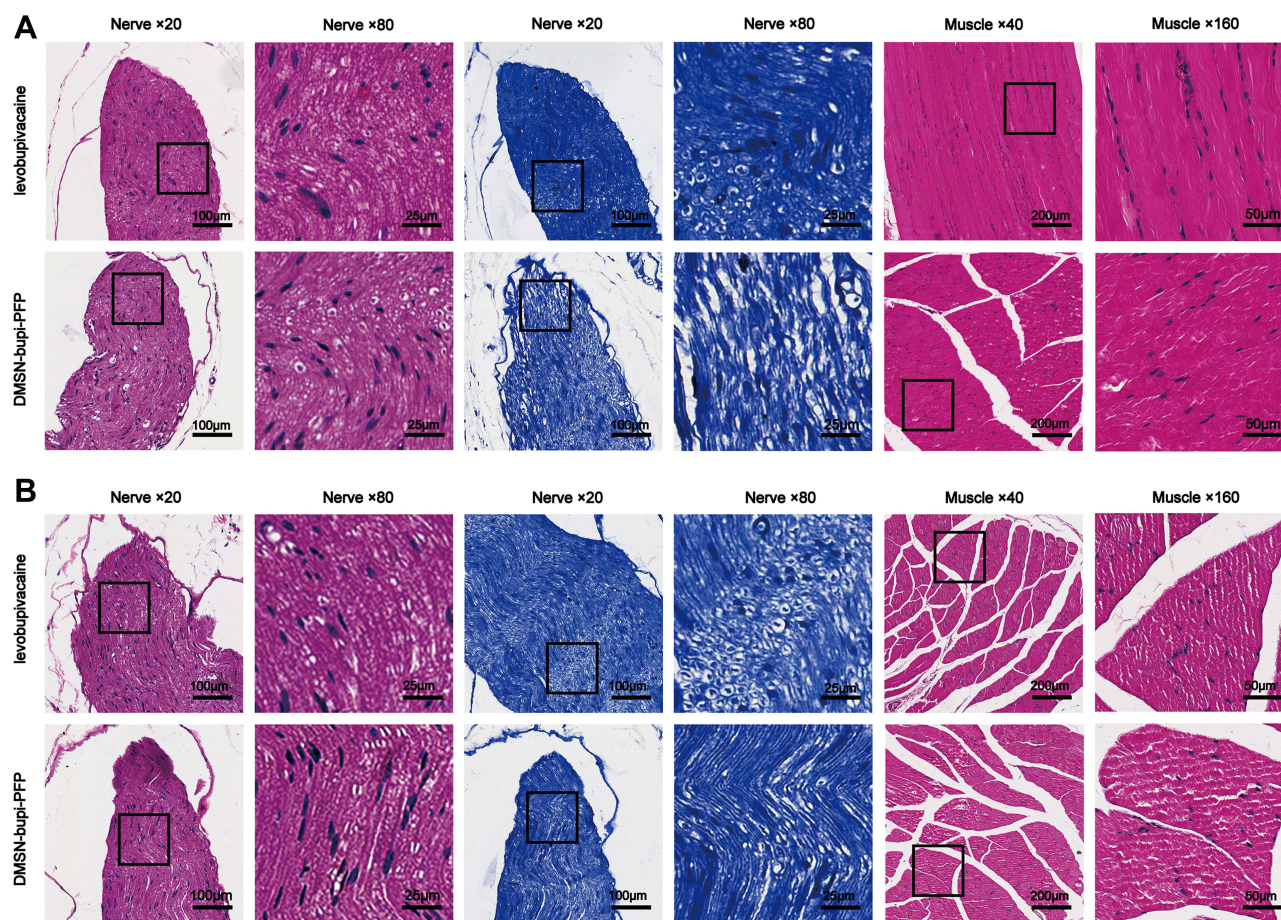 A
Nerve ×20 Nerve ×80 Nerve ×20 Nerve ×80 Muscle ×40 Muscle ×160
levobupivacaine
100μm 25μm 100μm 25μm 200μm 50μm
DMSN-bupi-PFP
100μm 25μm 100μm 25μm 200μm 50μm
B
Nerve ×20 Nerve ×80 Nerve ×20 Nerve ×80 Muscle ×40 Muscle ×160
levobupivacaine
100μm 25μm 100μm 25μm 200μm 50μm
DMSN-bupi-PFP
100μm 25μm 100μm 25μm 200μm 50μm